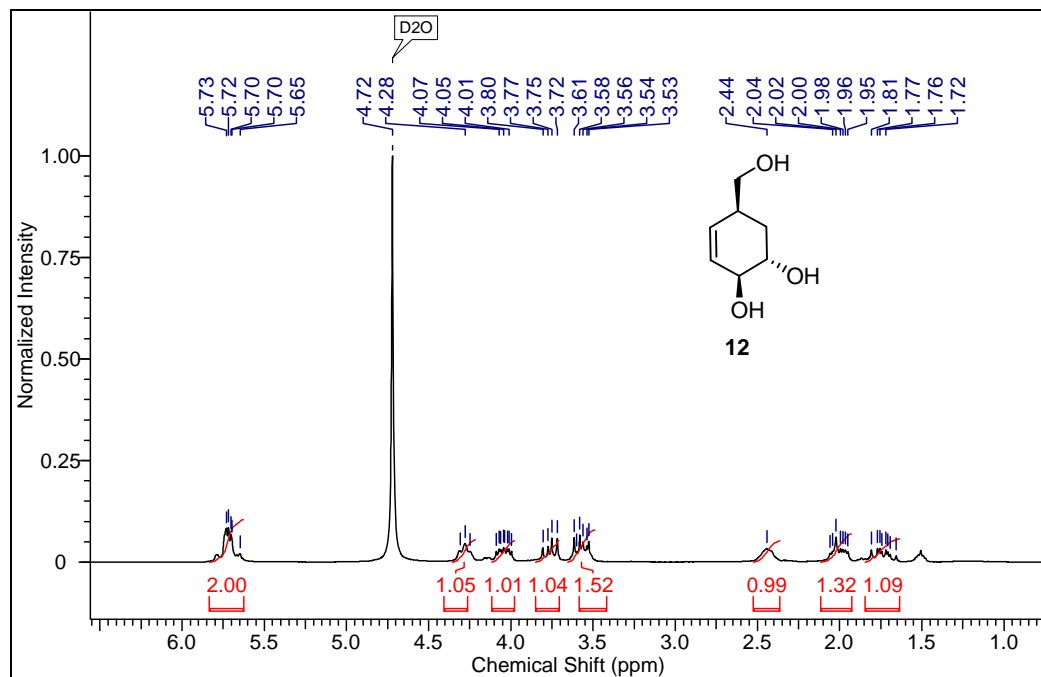 D2O
5.73 5.72 5.70 5.70 5.65 4.72 4.28 4.07 4.05 4.01 3.80 3.77 3.75 3.72 3.61 3.58 3.56 3.54 3.53 2.44 2.04 2.02 2.00 1.98 1.96 1.95 1.81 1.77 1.76 1.72
1.00
0.75
0.50
0.25
0
Normalized Intensity
OH
OH
OH
12
2.00 1.05 1.01 1.04 1.52 0.99 1.32 1.09
6.0 5.5 5.0 4.5 4.0 3.5 3.0 2.5 2.0 1.5 1.0
Chemical Shift (ppm)